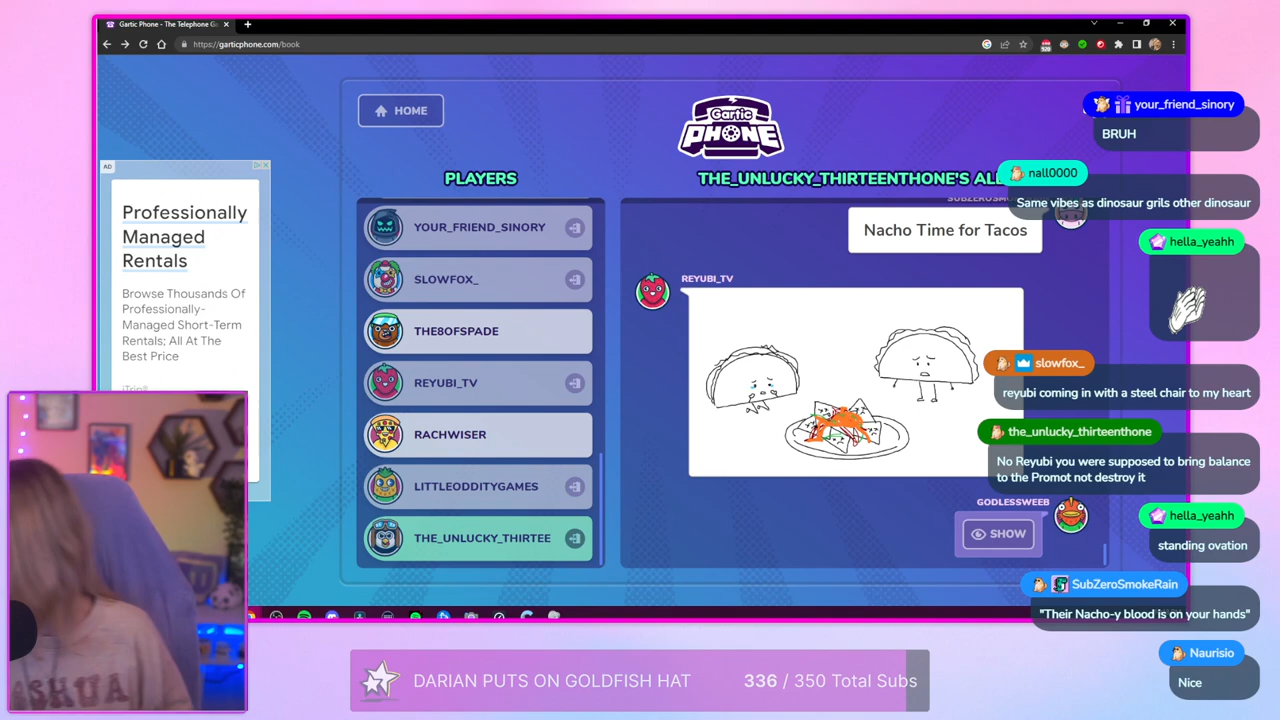 Gartic Phone - The Telephone Ga
https://garticphone.com/book
920
HOME
Gartic
PHONE
PLAYERS
THE_UNLUCKY_THIRTEENTHONE'S AL
AD
Professionally
Managed
Rentals
Browse Thousands Of
Professionally-
Managed Short-Term
Rentals; All At The
Best Price
iTrip®
YOUR_FRIEND_SINORY
SLOWFOX_
THE8OFSPADE
REYUBI_TV
RACHWISER
LITTLEODDITYGAMES
THE_UNLUCKY_THIRTEE
SUBZEROSMO
Nacho Time for Tacos
REYUBI_TV
GODLESSWEEB
SHOW
your_friend_sinory
BRUH
nall0000
Same vibes as dinosaur grils other dinosaur
hella_yeahh
slowfox_
reyubi coming in with a steel chair to my heart
the_unlucky_thirteenthone
No Reyubi you were supposed to bring balance
to the Promot not destroy it
hella_yeahh
standing ovation
SubZeroSmokeRain
"Their Nacho-y blood is on your hands"
Naurisio
Nice
DARIAN PUTS ON GOLDFISH HAT
336 / 350 Total Subs